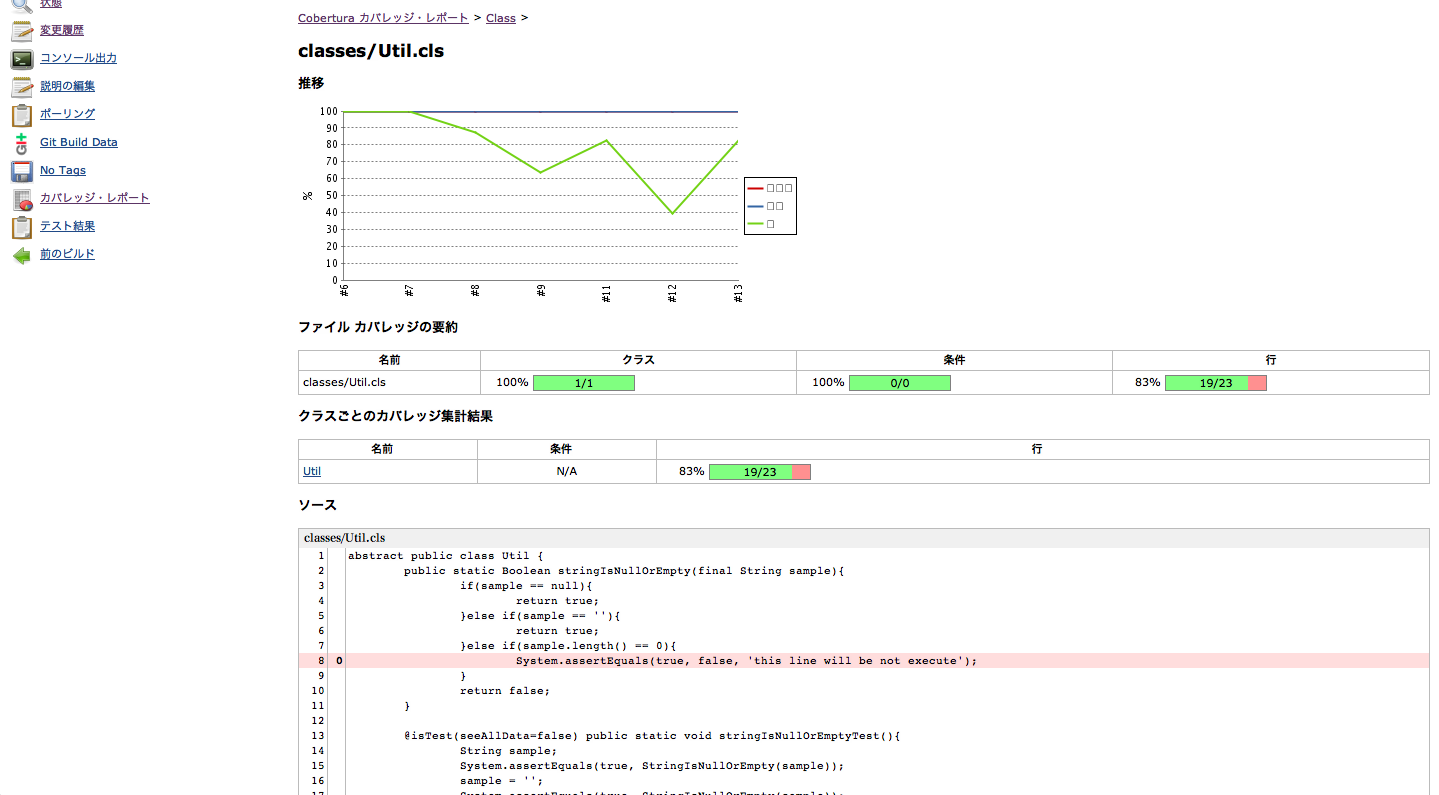 状態
変更履歴
コンソール出力
説明の編集
ポーリング
Git Build Data
No Tags
カバレッジ・レポート
テスト結果
前のビルド
Cobertura カバレッジ・レポート > Class >
classes/Util.cls
推移
100
90
80
70
60
50
40
30
20
10
0
%
#6 #7 #8 #9 #11 #12 #13
ファイル カバレッジの要約
名前 クラス 条件 行
classes/Util.cls 100% 1/1 100% 0/0 83% 19/23
クラスごとのカバレッジ集計結果
名前 条件 行
Util N/A 83% 19/23
ソース
classes/Util.cls
1 abstract public class Util {
2 public static Boolean stringIsNullOrEmpty(final String sample){
3 if(sample == null){
4 return true;
5 }else if(sample == ''){
6 return true;
7 }else if(sample.length() == 0){
8 0 System.assertEquals(true, false, 'this line will be not execute');
9 }
10 return false;
11 }
12
13 @isTest(seeAllData=false) public static void stringIsNullOrEmptyTest(){
14 String sample;
15 System.assertEquals(true, StringIsNullOrEmpty(sample));
16 sample = '';
17 System.assertEquals(true, StringIsNullOrEmpty(sample));